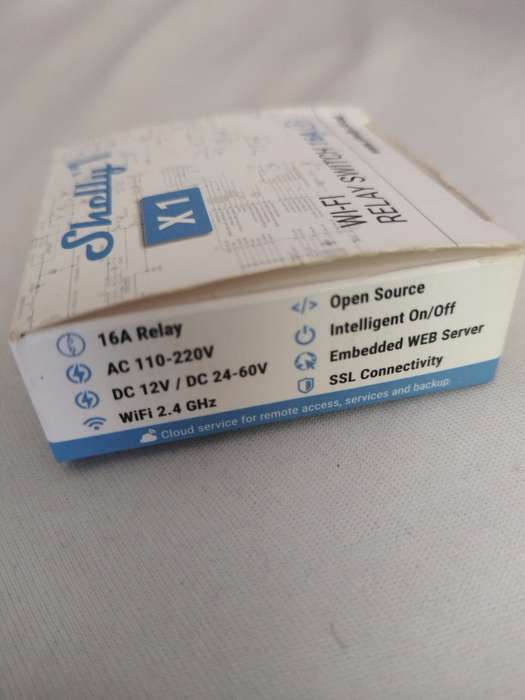 Shelly 1
X1
WI-FI
RELAY SWITCH 16A
16A Relay
AC 110-220V
DC 12V / DC 24-60V
WiFi 2.4 GHz
</> Open Source
Intelligent On/Off
Embedded WEB Server
SSL Connectivity
Cloud service for remote access, services and backup.